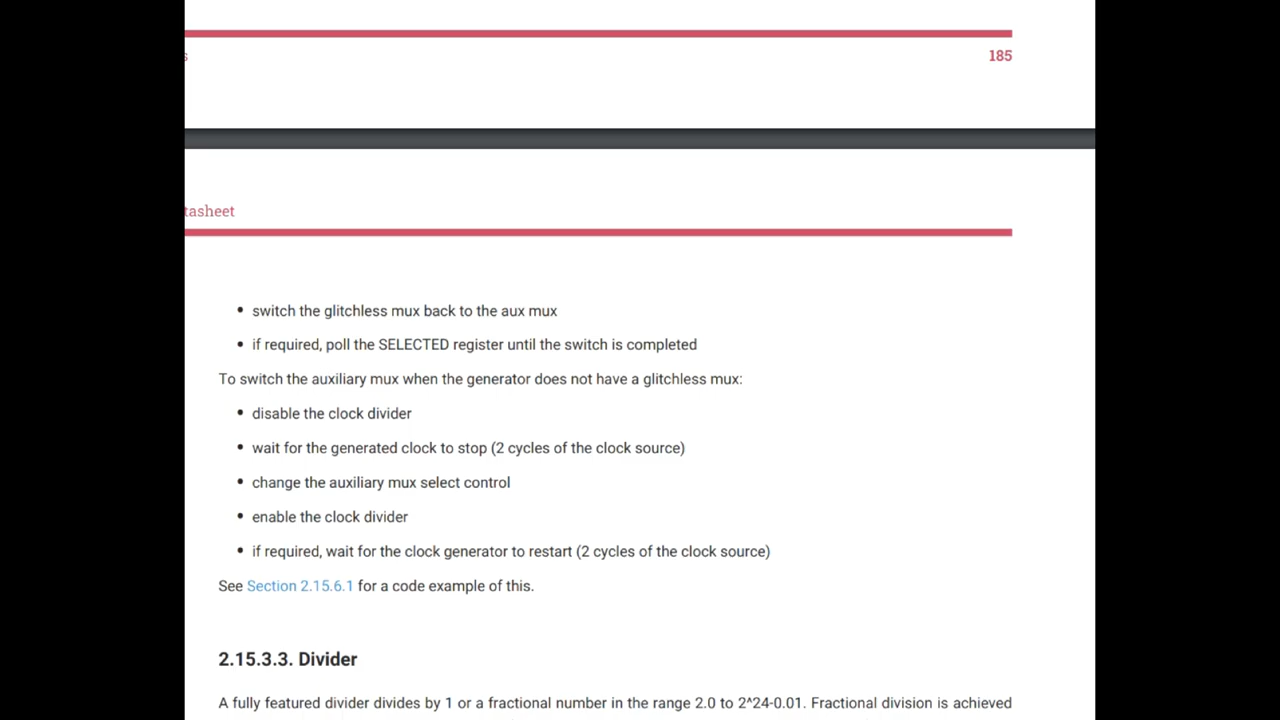 185
tasheet
• switch the glitchless mux back to the aux mux
• if required, poll the SELECTED register until the switch is completed
To switch the auxiliary mux when the generator does not have a glitchless mux:
• disable the clock divider
• wait for the generated clock to stop (2 cycles of the clock source)
• change the auxiliary mux select control
• enable the clock divider
• if required, wait for the clock generator to restart (2 cycles of the clock source)
See Section 2.15.6.1 for a code example of this.
2.15.3.3. Divider
A fully featured divider divides by 1 or a fractional number in the range 2.0 to 2^24-0.01. Fractional division is achieved